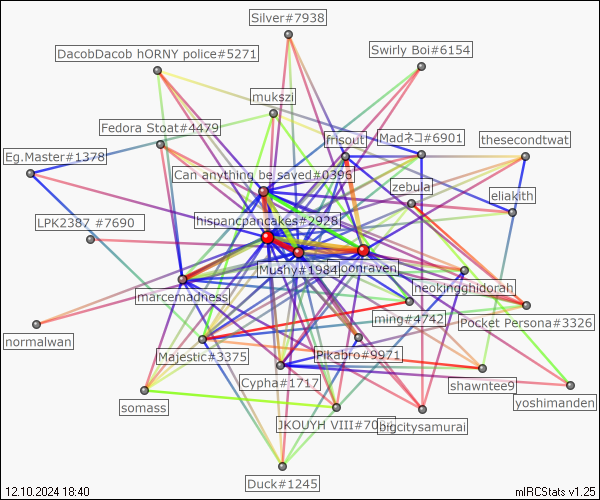 Silver#7938
Swirly Boi#6154
DacobDacob hORNY police#5271
mukszi
Fedora Stoat#4479
frisout
Madネコ#6901
thesecondtwat
Eg.Master#1378
Can anything be saved#0396
zebula
eliakith
LPK2387 #7690
hispancpancakes#2928
Mushy#1984
oonraven
neokingghidorah
marcemadness
ming#4742
Pocket Persona#3326
normalwan
Majestic#3375
Pikabro#9971
Cypha#1717
shawntee9
somass
yoshimanden
JKOUYH VIII#70
bigcitysamurai
Duck#1245
12.10.2024 18:40
mIRCStats v1.25